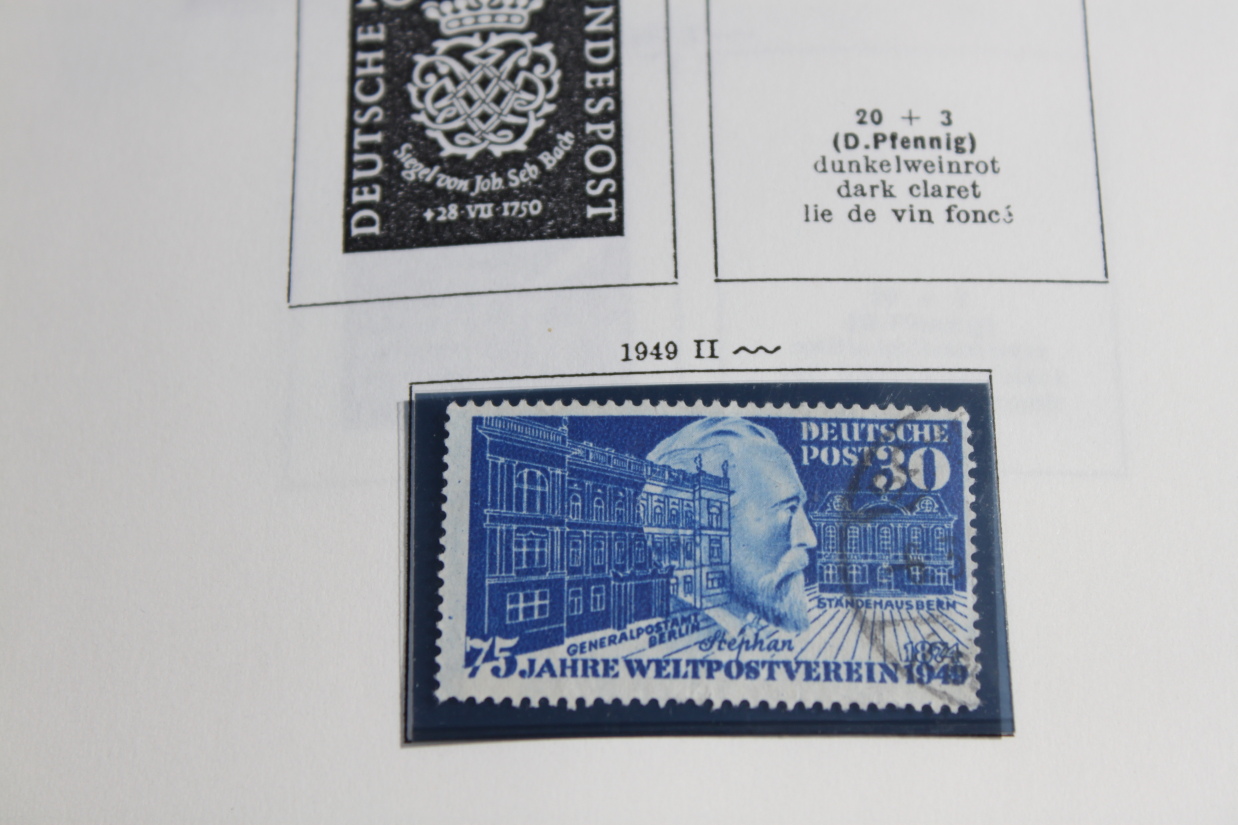 DEUTSCHE
NDESPOST
Siegel von Joh. Seb Bach
+28·VII·1750
20 + 3
(D.Pfennig)
dunkelweinrot
dark claret
lie de vin foncé
1949 II
DEUTSCHE
POST 30
STÄNDEHAUS BERN
GENERALPOSTAMT
BERLIN
Stephan
1874
75 JAHRE WELTPOSTVEREIN 1949